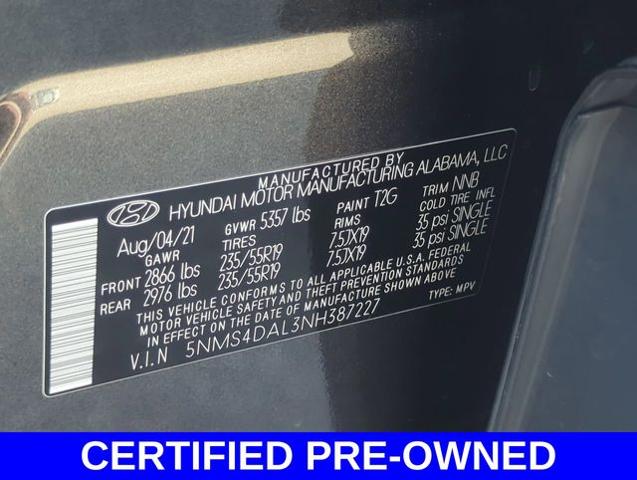 MANUFACTURED BY
HYUNDAI MOTOR MANUFACTURING ALABAMA, LLC
Aug/04/21 GVWR 5357 lbs PAINT T2G TRIM NNB
GAWR TIRES RIMS COLD TIRE INFL
FRONT 2866 lbs 235/55R19 7.5JX19 35 psi SINGLE
REAR 2976 lbs 235/55R19 7.5JX19 35 psi SINGLE
THIS VEHICLE CONFORMS TO ALL APPLICABLE U.S.A. FEDERAL
MOTOR VEHICLE SAFETY AND THEFT PREVENTION STANDARDS
IN EFFECT ON THE DATE OF MANUFACTURE SHOWN ABOVE.
V.I.N 5NMS4DAL3NH387227 TYPE: MPV
CERTIFIED PRE-OWNED